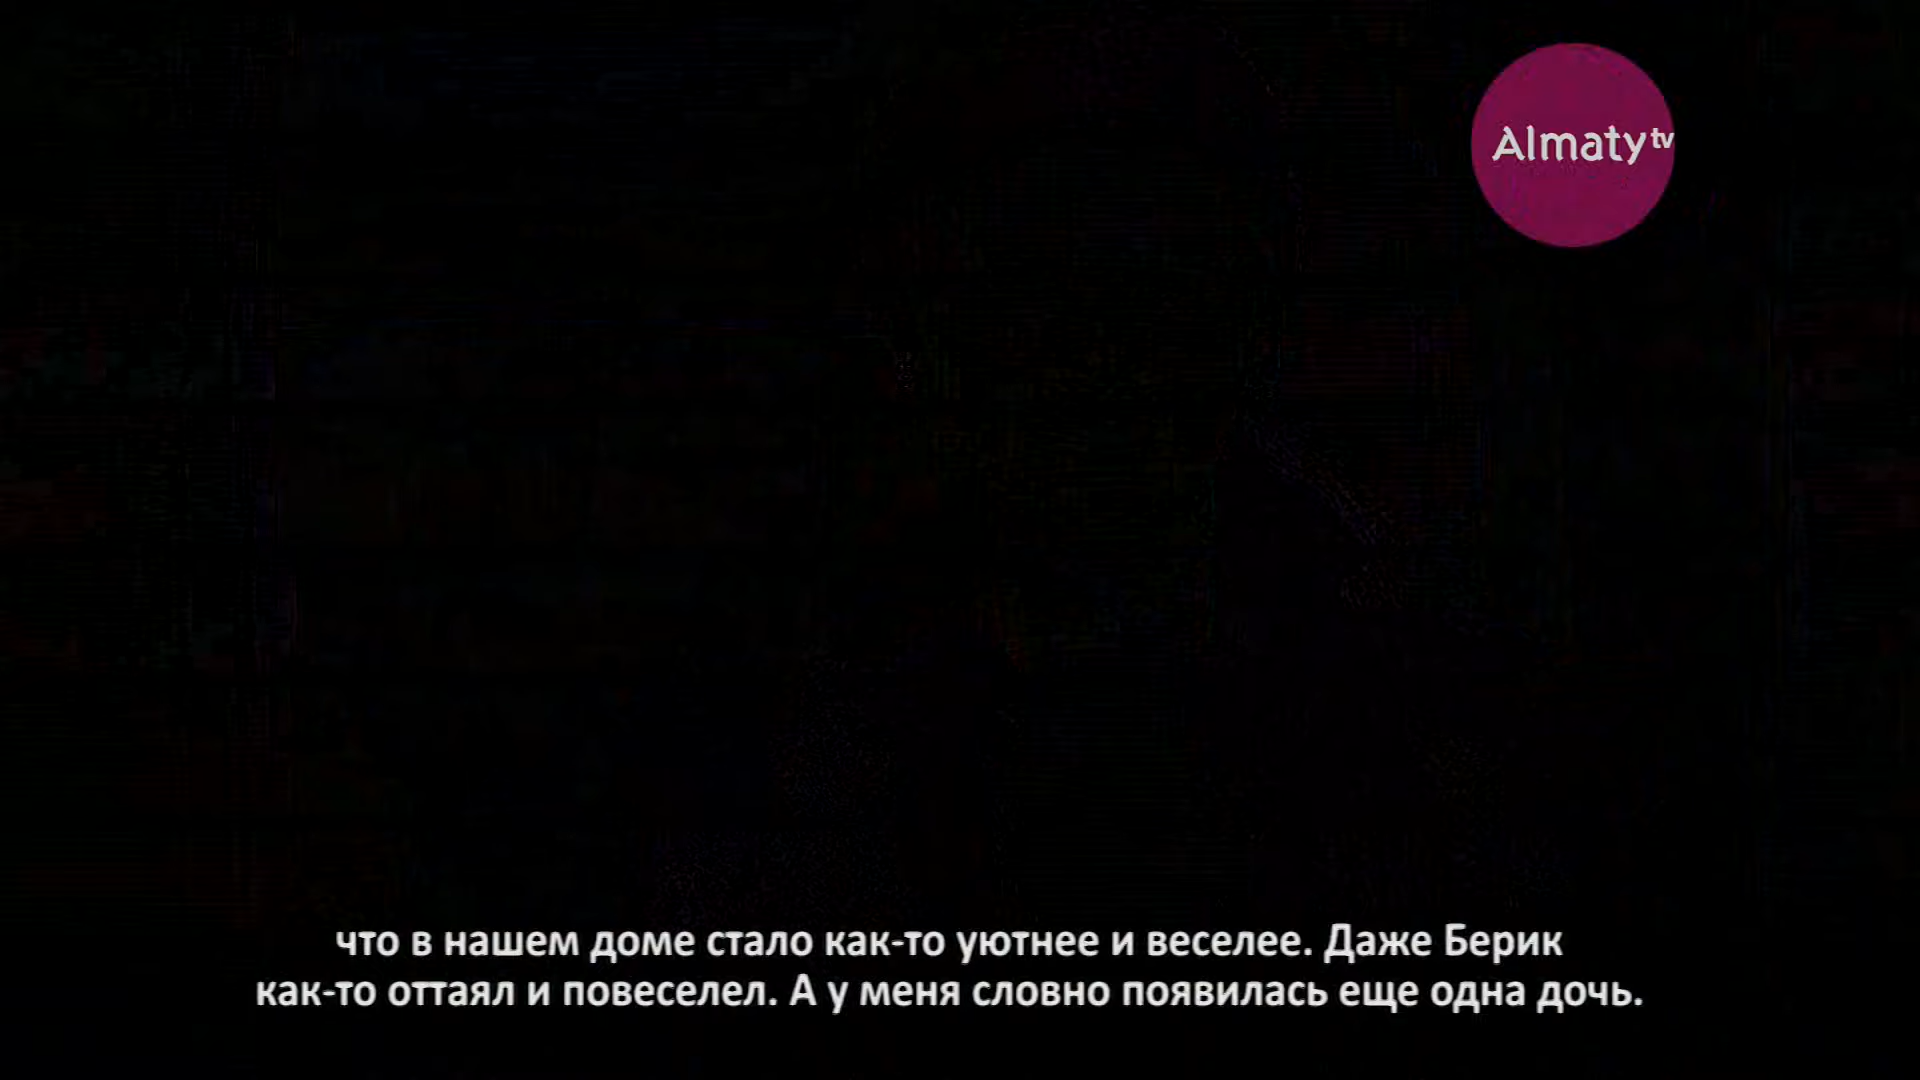 Almaty tv
что в нашем доме стало как-то уютнее и веселее. Даже Берик
как-то оттаял и повеселел. А у меня словно появилась еще одна дочь.